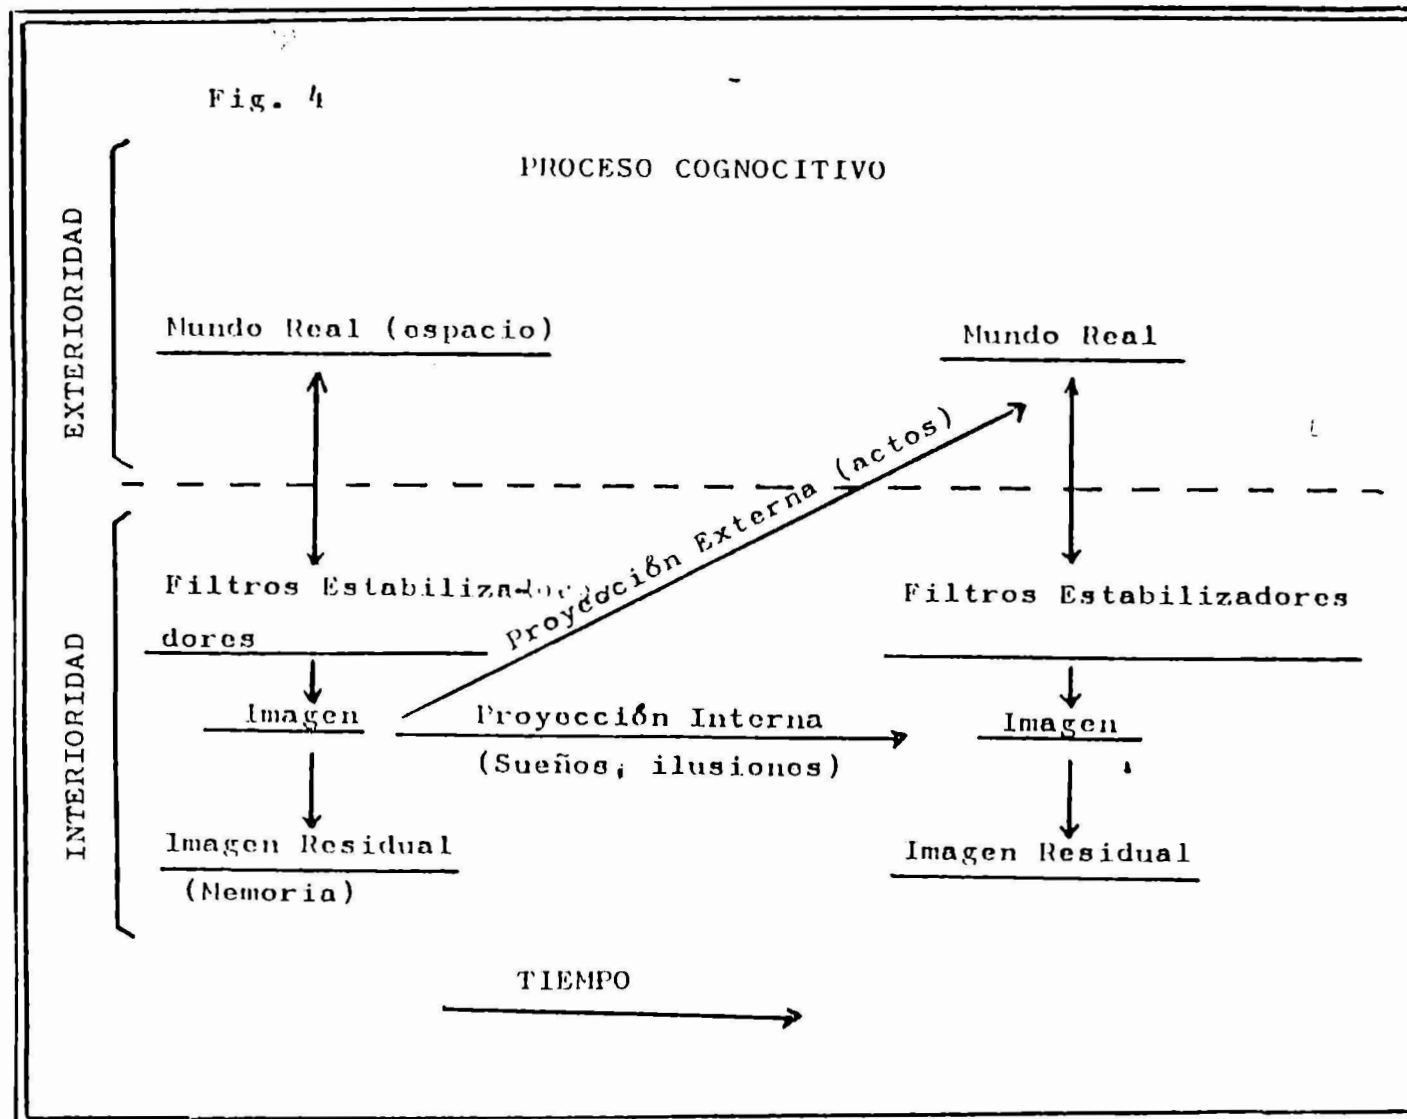 Fig. 4
PROCESO COGNOCITIVO
EXTERIORIDAD
Mundo Real (espacio)
Mundo Real
Proyección Externa (actos)
INTERIORIDAD
Filtros Estabiliza
dores
Filtros Estabilizadores
Imagen
Proyección Interna
(Sueños, ilusiones)
Imagen
Imagen Residual
(Memoria)
Imagen Residual
TIEMPO